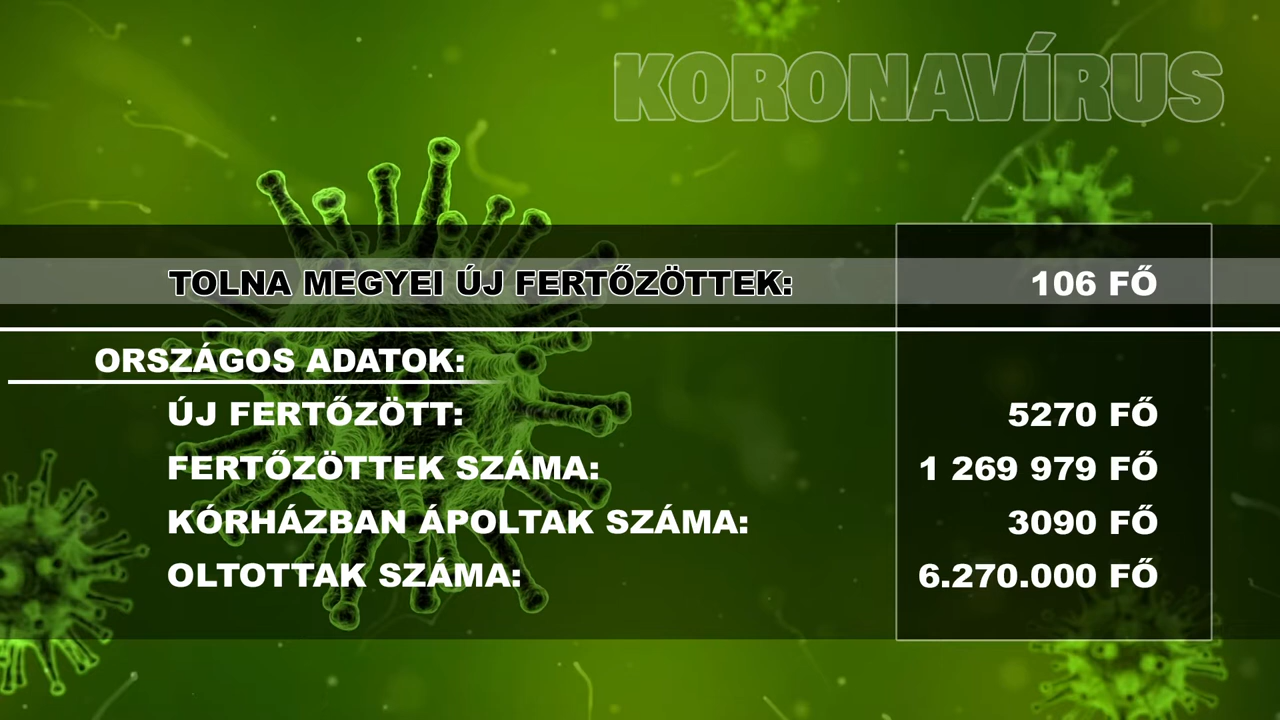 KORONAVÍRUS
TOLNA MEGYEI ÚJ FERTŐZÖTTEK: 106 FŐ
ORSZÁGOS ADATOK:
ÚJ FERTŐZÖTT: 5270 FŐ
FERTŐZÖTTEK SZÁMA: 1 269 979 FŐ
KÓRHÁZBAN ÁPOLTAK SZÁMA: 3090 FŐ
OLTOTTAK SZÁMA: 6.270.000 FŐ